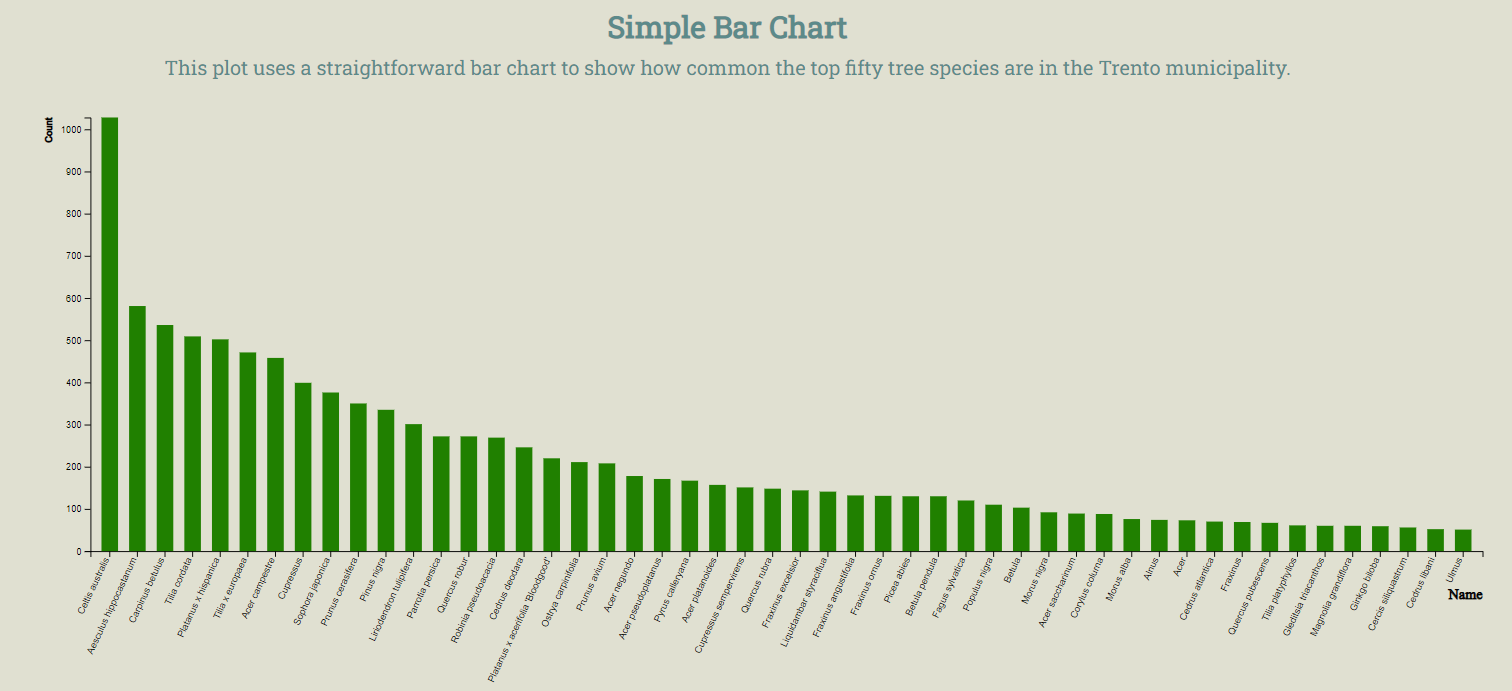 Simple Bar Chart
This plot uses a straightforward bar chart to show how common the top fifty tree species are in the Trento municipality.
Count
1000
900
800
700
600
500
400
300
200
100
0
Celtis australis
Aesculus hippocastanum
Carpinus betulus
Tilia cordata
Platanus x hispanica
Tilia x europaea
Acer campestre
Cupressus
Sophora japonica
Prunus cerasifera
Pinus nigra
Liriodendron tulipifera
Parrotia persica
Quercus robur
Robinia pseudoacacia
Cedrus deodara
Platanus x acerifolia 'Bloodgood'
Ostrya carpinifolia
Prunus avium
Acer negundo
Acer pseudoplatanus
Pyrus calleryana
Acer platanoides
Cupressus sempervirens
Quercus rubra
Fraxinus excelsior
Liquidambar styraciflua
Fraxinus angustifolia
Fraxinus ornus
Picea abies
Betula pendula
Fagus sylvatica
Populus nigra
Betula
Morus nigra
Acer saccharinum
Corylus colurna
Morus alba
Alnus
Acer
Cedrus atlantica
Fraxinus
Quercus pubescens
Tilia platyphyllos
Gleditsia triacanthos
Magnolia grandiflora
Ginkgo biloba
Cercis siliquastrum
Cedrus libani
Ulmus
Name